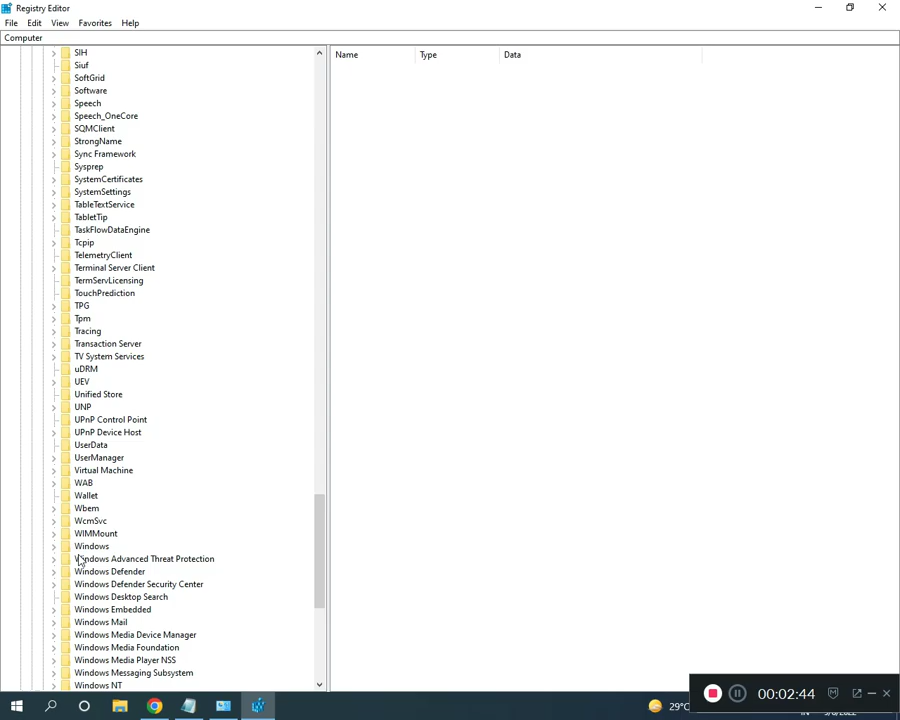 Registry Editor
File Edit View Favorites Help
Computer
Name Type Data
SIH
Siuf
SoftGrid
Software
Speech
Speech_OneCore
SQMClient
StrongName
Sync Framework
Sysprep
SystemCertificates
SystemSettings
TableTextService
TabletTip
TaskFlowDataEngine
Tcpip
TelemetryClient
Terminal Server Client
TermServLicensing
TouchPrediction
TPG
Tpm
Tracing
Transaction Server
TV System Services
uDRM
UEV
Unified Store
UNP
UPnP Control Point
UPnP Device Host
UserData
UserManager
Virtual Machine
WAB
Wallet
Wbem
WcmSvc
WIMMount
Windows
Windows Advanced Threat Protection
Windows Defender
Windows Defender Security Center
Windows Desktop Search
Windows Embedded
Windows Mail
Windows Media Device Manager
Windows Media Foundation
Windows Media Player NSS
Windows Messaging Subsystem
Windows NT
00:02:44
29°C